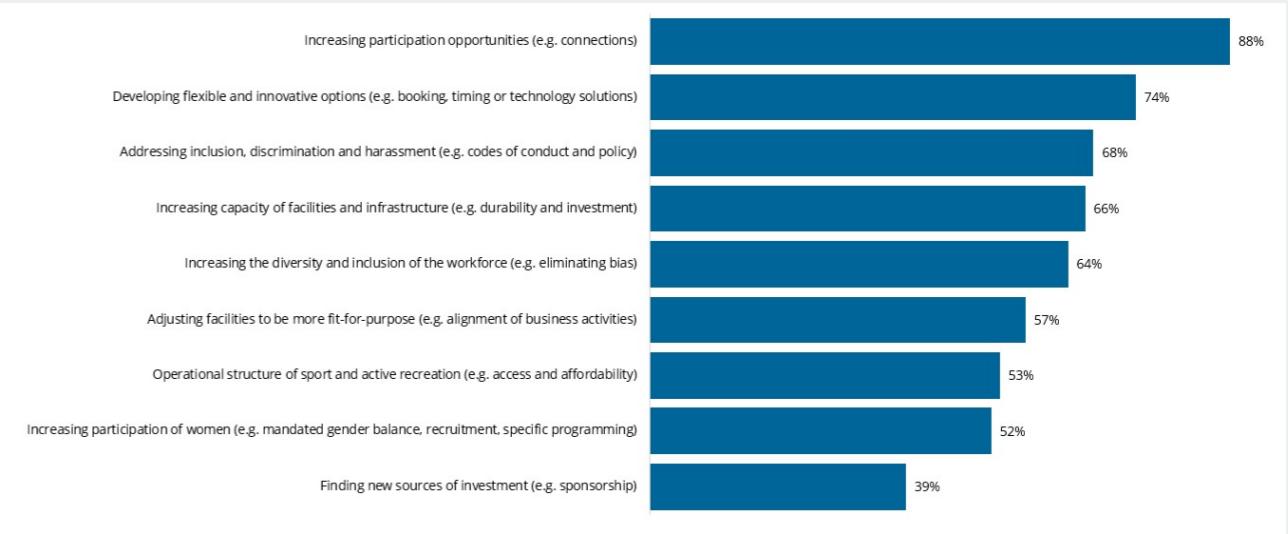 Increasing participation opportunities (e.g. connections) 88%
Developing flexible and innovative options (e.g. booking, timing or technology solutions) 74%
Addressing inclusion, discrimination and harassment (e.g. codes of conduct and policy) 68%
Increasing capacity of facilities and infrastructure (e.g. durability and investment) 66%
Increasing the diversity and inclusion of the workforce (e.g. eliminating bias) 64%
Adjusting facilities to be more fit-for-purpose (e.g. alignment of business activities) 57%
Operational structure of sport and active recreation (e.g. access and affordability) 53%
Increasing participation of women (e.g. mandated gender balance, recruitment, specific programming) 52%
Finding new sources of investment (e.g. sponsorship) 39%